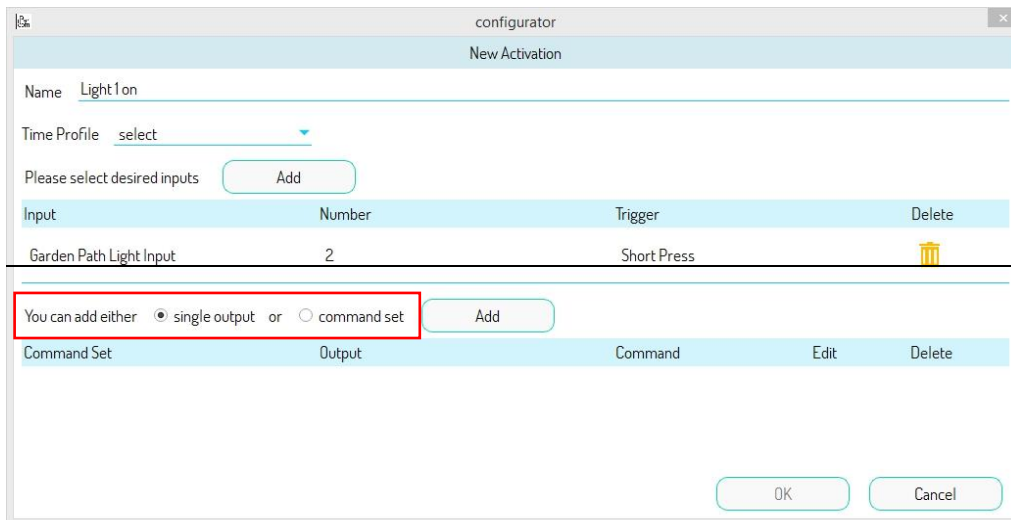 configurator
New Activation
Name Light 1 on
Time Profile select
Please select desired inputs Add
Input Number Trigger Delete
Garden Path Light Input 2 Short Press
You can add either single output or command set Add
Command Set Output Command Edit Delete
OK Cancel